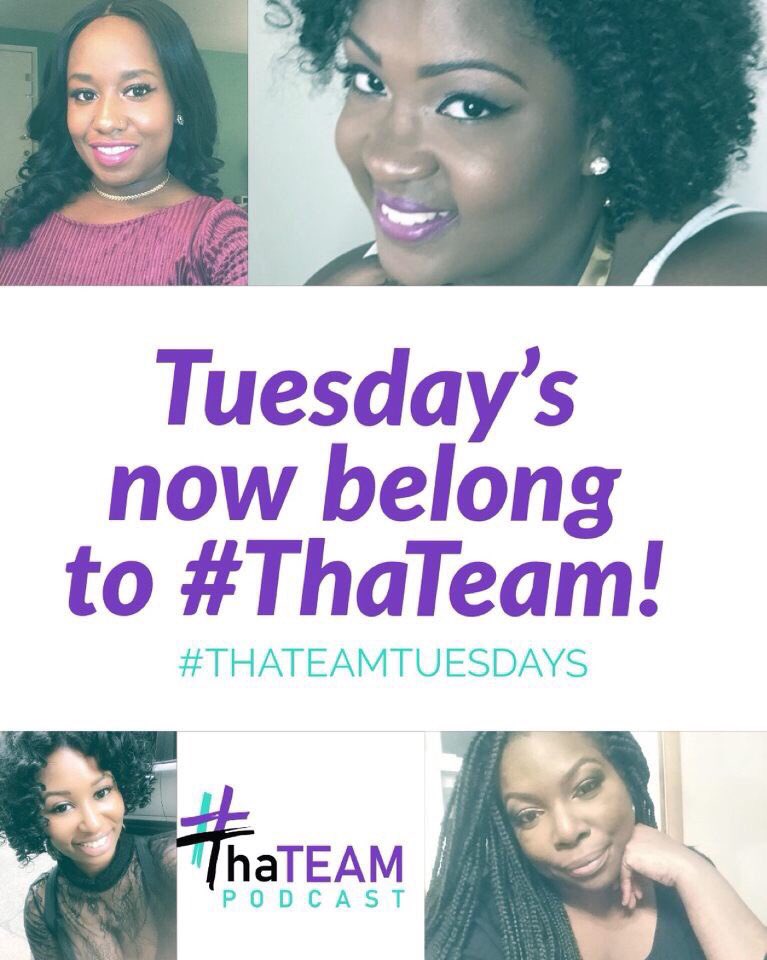 Tuesday's
now belong
to #ThaTeam!
#THATEAMTUESDAYS
#ThaTEAM
PODCAST